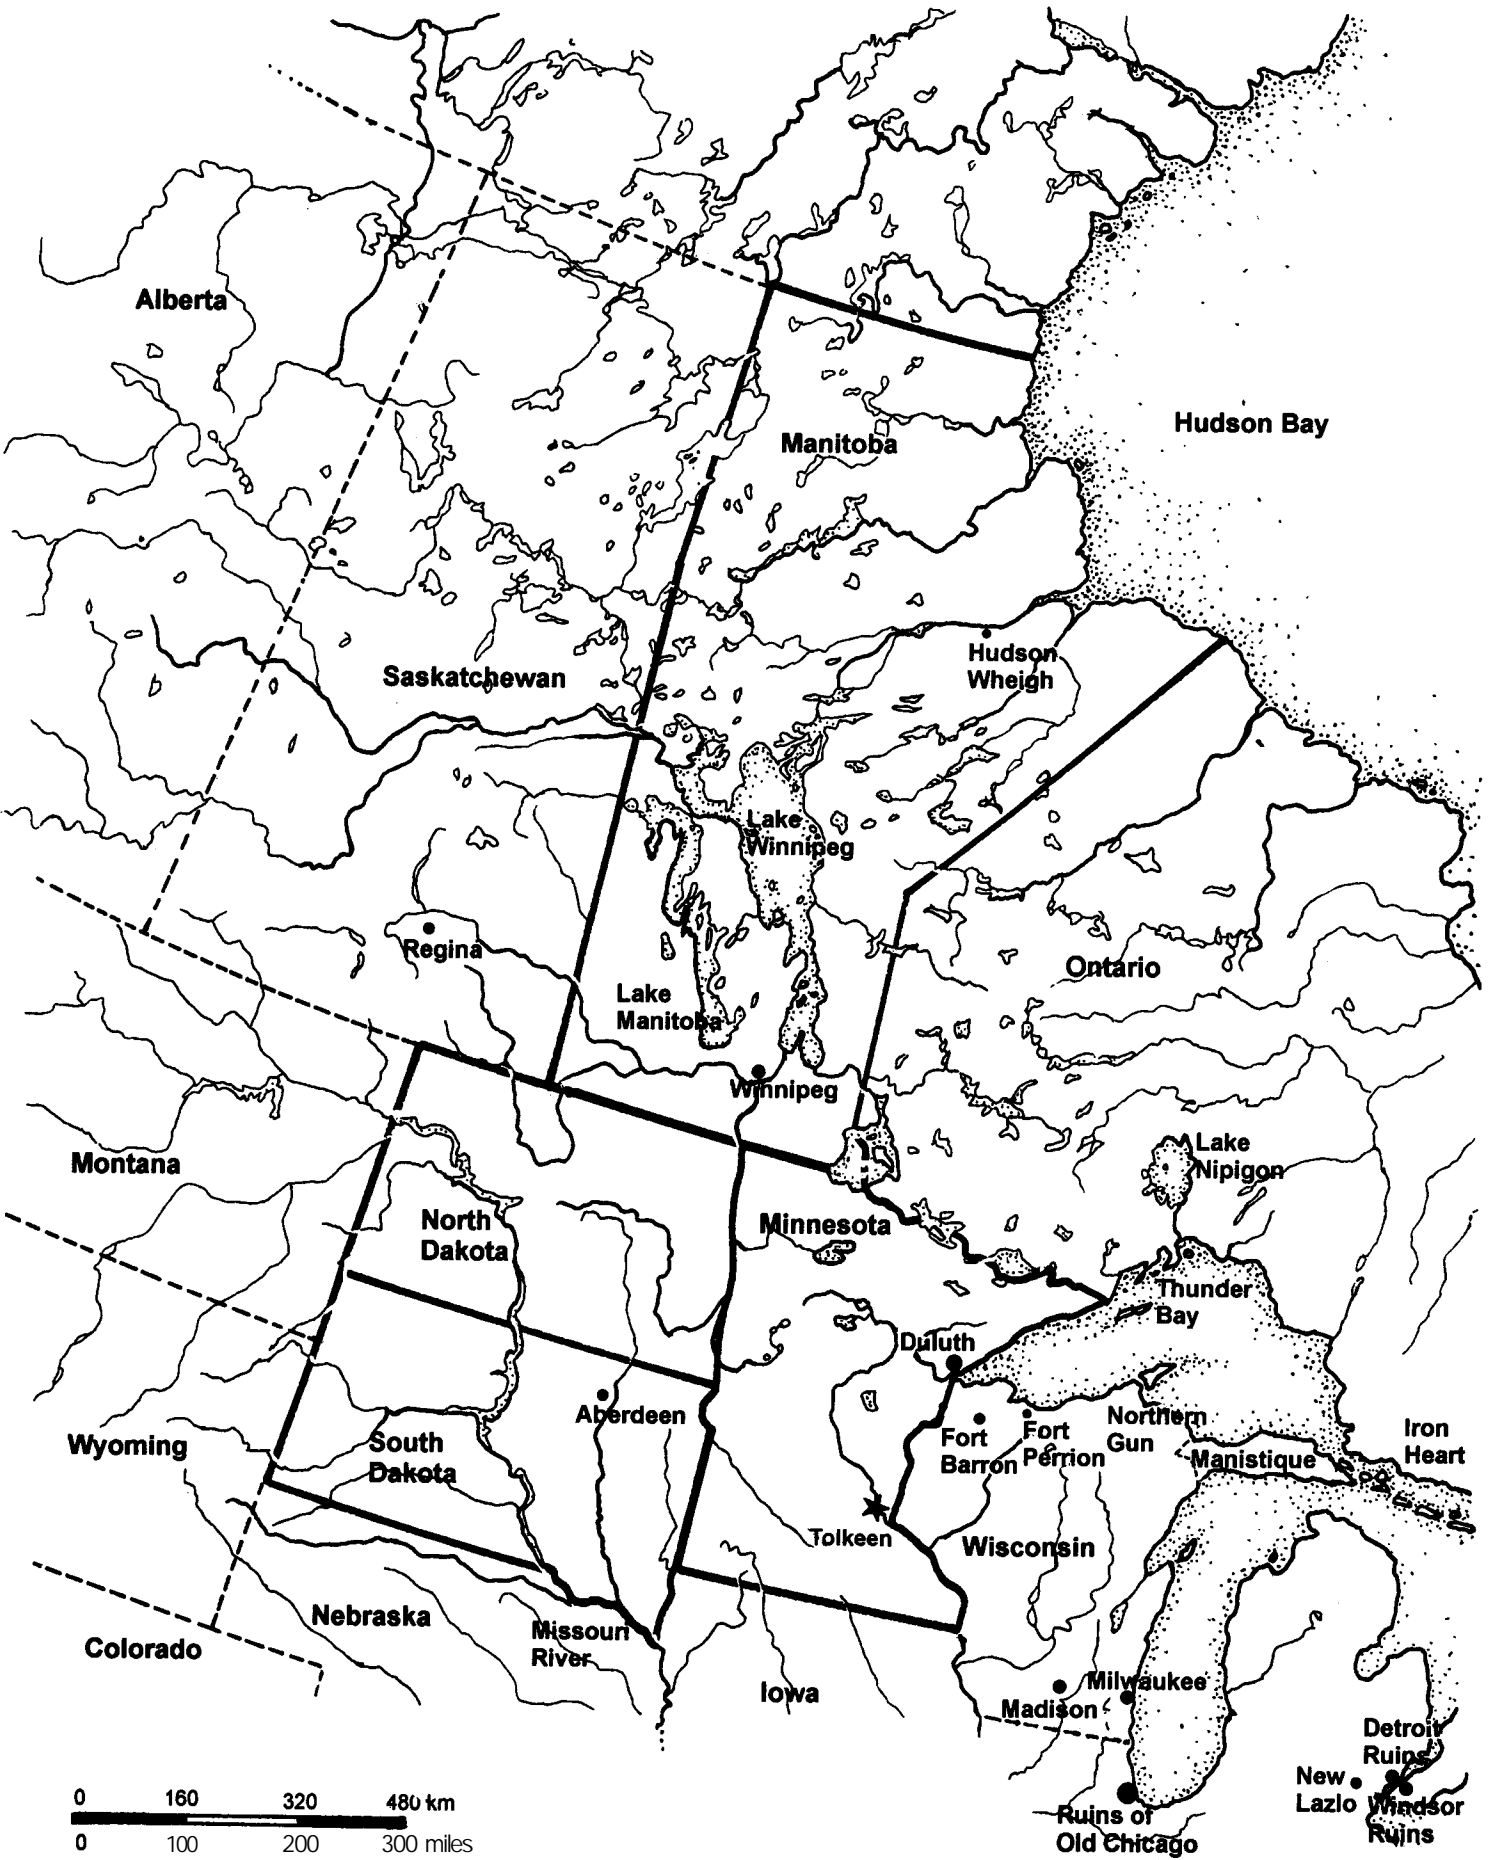 Alberta
Hudson Bay
Manitoba
Hudson
Wheigh
Saskatchewan
Lake
Winnipeg
Regina
Ontario
Lake
Manitoba
Winnipeg
Lake
Nipigon
Montana
North
Dakota
Minnesota
Thunder
Bay
Duluth
Aberdeen
Fort
Barron
Fort
Perrion
Northern
Gun
Iron
Heart
Wyoming
South
Dakota
Manistique
Tolkeen
Wisconsin
Nebraska
Missouri
River
Colorado
Iowa
Madison
Milwaukee
Detroit
Ruins
New
Lazlo
Windsor
Ruins
Ruins of
Old Chicago
0 160 320 480 km
0 100 200 300 miles